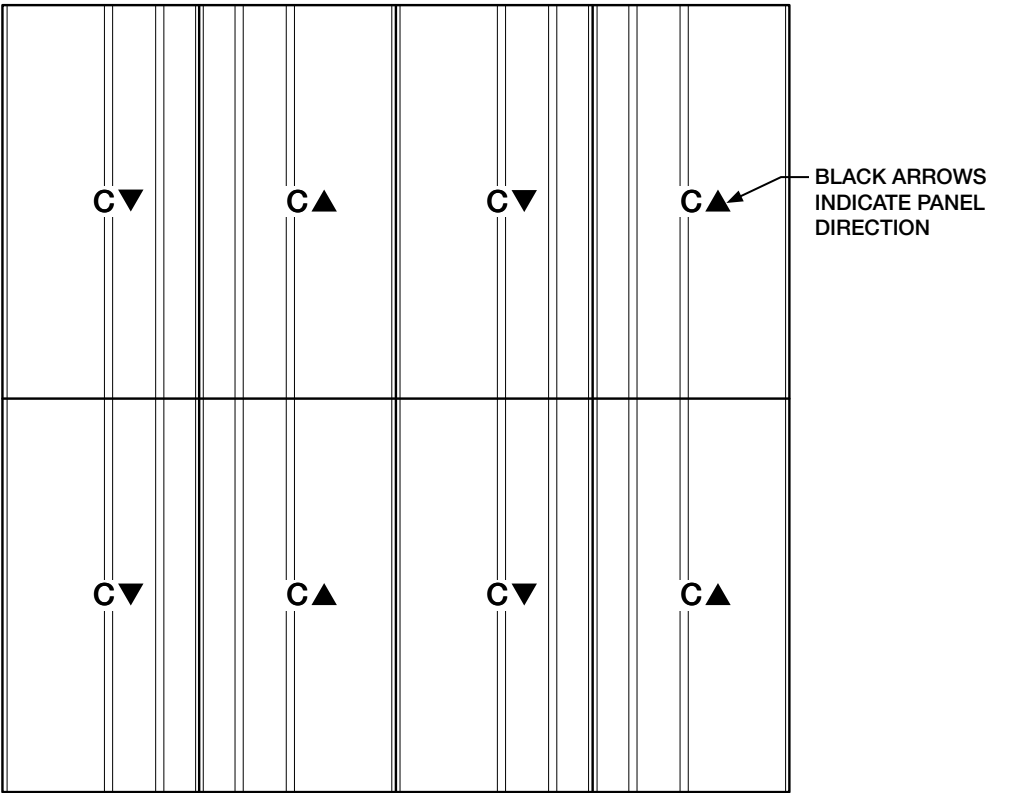 C▼ C▲ C▼ C▲
BLACK ARROWS
INDICATE PANEL
DIRECTION
C▼ C▲ C▼ C▲